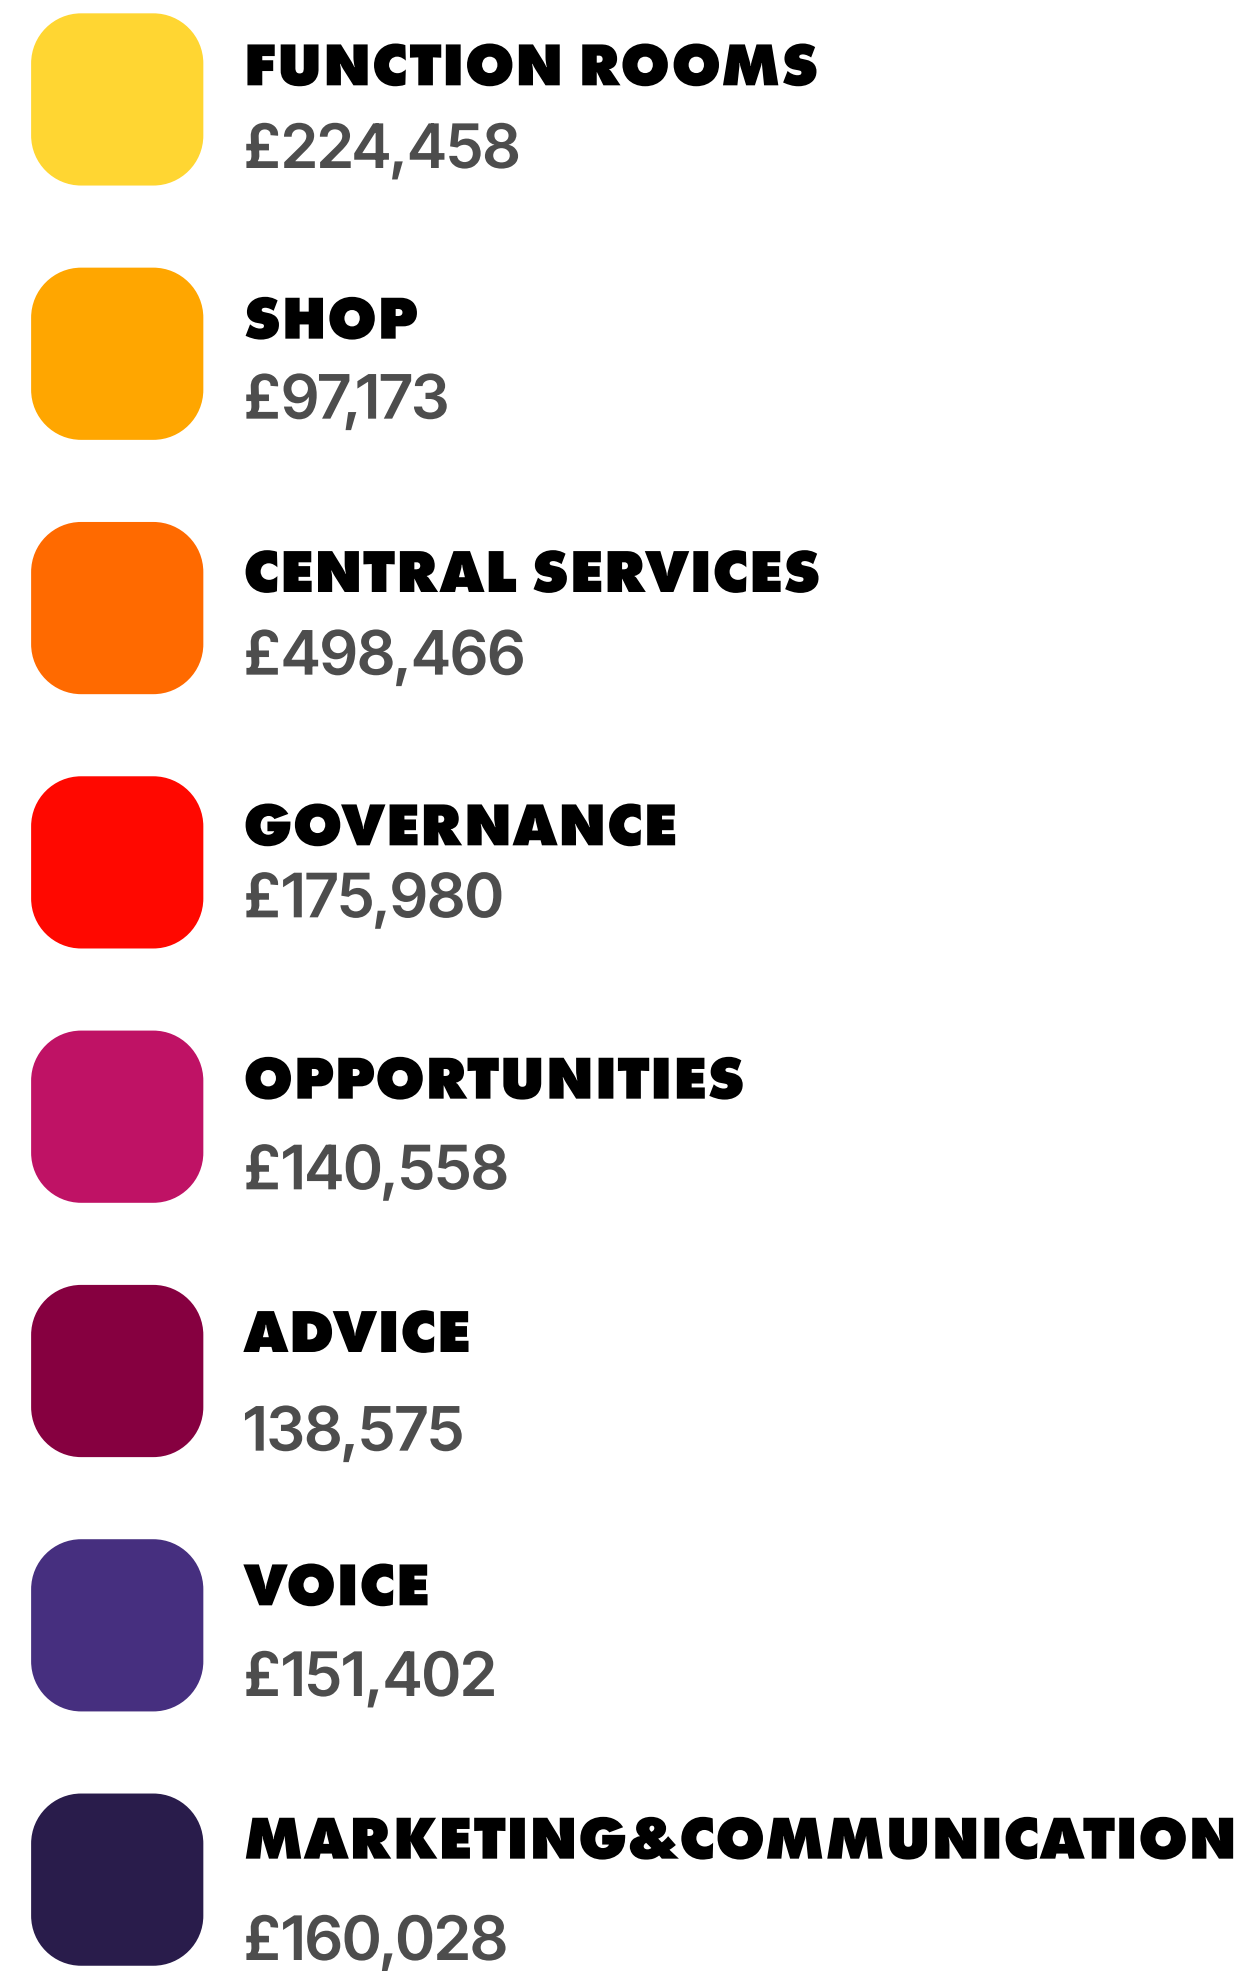 FUNCTION ROOMS
£224,458
SHOP
£97,173
CENTRAL SERVICES
£498,466
GOVERNANCE
£175,980
OPPORTUNITIES
£140,558
ADVICE
138,575
VOICE
£151,402
MARKETING&COMMUNICATION
£160,028